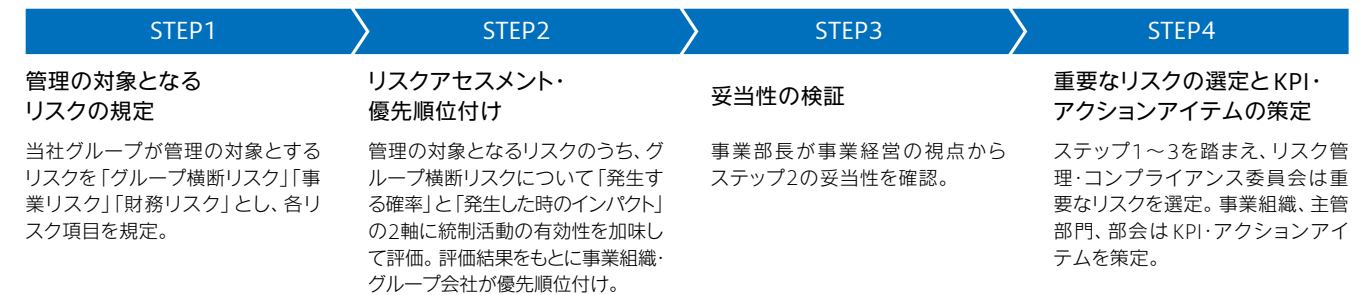 STEP1
STEP2
STEP3
STEP4
管理の対象となる
リスクの規定
当社グループが管理の対象とする
リスクを「グループ横断リスク」「事
業リスク」「財務リスク」とし、各リ
スク項目を規定。
リスクアセスメント・
優先順位付け
管理の対象となるリスクのうち、グ
ループ横断リスクについて「発生す
る確率」と「発生した時のインパクト」
の2軸に統制活動の有効性を加味し
て評価。評価結果をもとに事業組織・
グループ会社が優先順位付け。
妥当性の検証
事業部長が事業経営の視点から
ステップ2の妥当性を確認。
重要なリスクの選定とKPI・
アクションアイテムの策定
ステップ1～3を踏まえ、リスク管
理・コンプライアンス委員会は重
要なリスクを選定。事業組織、主管
部門、部会はKPI・アクションアイ
テムを策定。